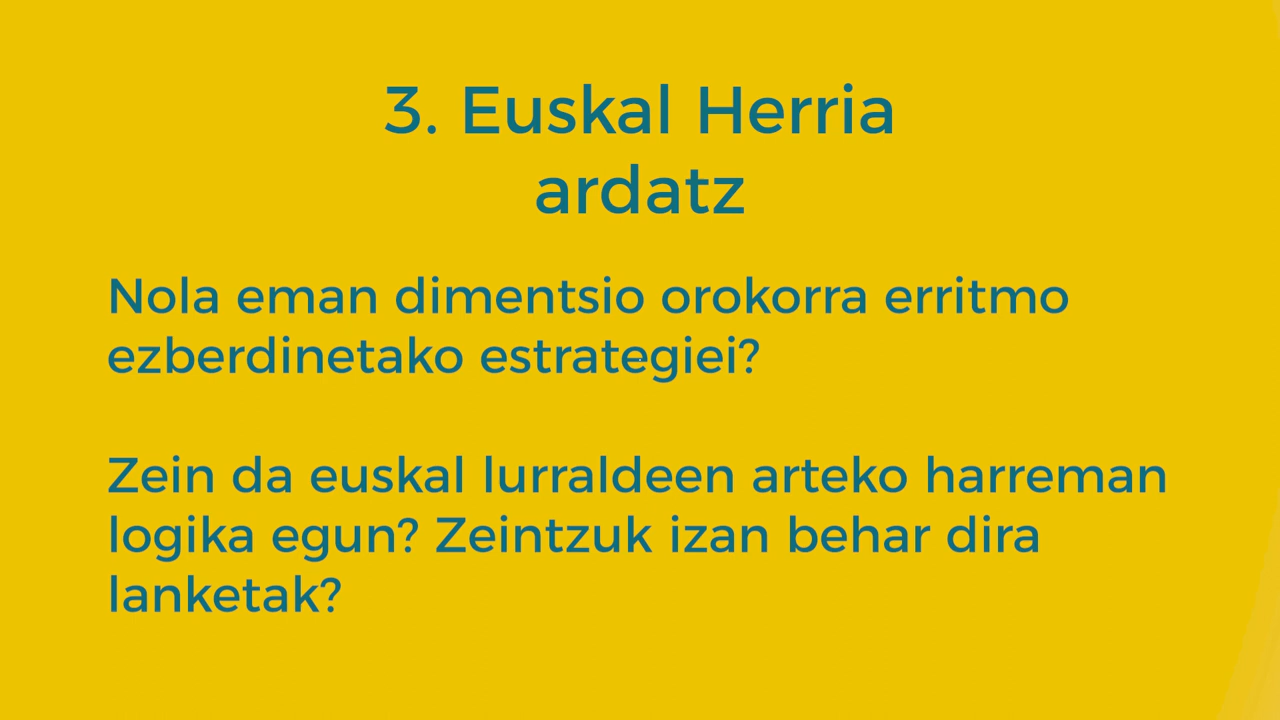 3. Euskal Herria
ardatz
Nola eman dimentsio orokorra erritmo
ezberdinetako estrategiei?
Zein da euskal lurraldeen arteko harreman
logika egun? Zeintzuk izan behar dira
lanketak?